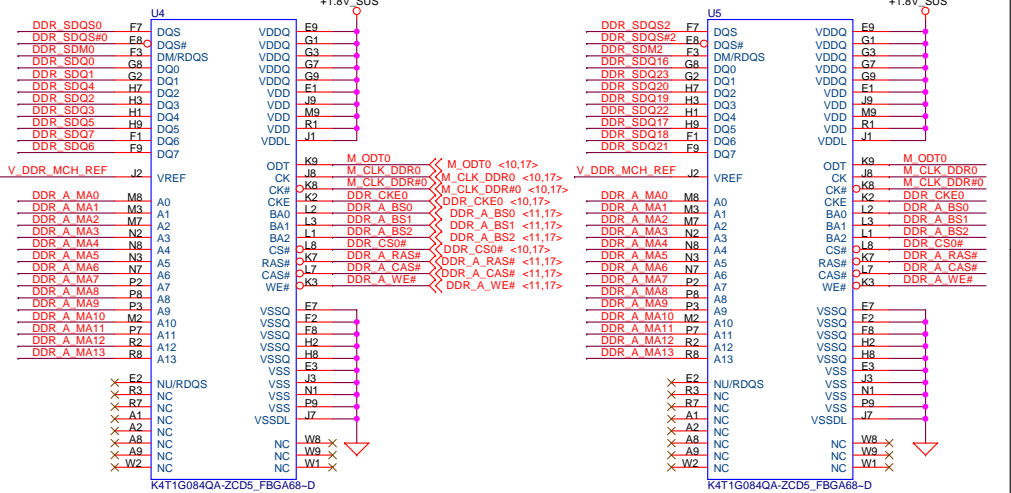 +1.8V_SUS
+1.8V_SUS
U4
U5
DDR_SDQS0 F7 DQS VDDQ E9
DDR_SDQS#0 E8 DQS# VDDQ G1
DDR_SDM0 F3 DM/RDQS VDDQ G3
DDR_SDQ0 G8 DQ0 VDDQ G7
DDR_SDQ1 G2 DQ1 VDDQ G9
DDR_SDQ4 H7 DQ2 VDD E1
DDR_SDQ2 H3 DQ3 VDD J9
DDR_SDQ3 H1 DQ4 VDD M9
DDR_SDQ5 H9 DQ5 VDD R1
DDR_SDQ7 F1 DQ6 VDDL J1
DDR_SDQ6 F9 DQ7
ODT K9 M_ODT0 M_ODT0 <10,17>
V_DDR_MCH_REF J2 VREF CK J8 M_CLK_DDR0 M_CLK_DDR0 <10,17>
CK# K8 M_CLK_DDR#0 M_CLK_DDR#0 <10,17>
DDR_A_MA0 M8 A0 CKE K2 DDR_CKE0 DDR_CKE0 <10,17>
DDR_A_MA1 M3 A1 BA0 L2 DDR_A_BS0 DDR_A_BS0 <11,17>
DDR_A_MA2 M7 A2 BA1 L3 DDR_A_BS1 DDR_A_BS1 <11,17>
DDR_A_MA3 N2 A3 BA2 L1 DDR_A_BS2 DDR_A_BS2 <11,17>
DDR_A_MA4 N8 A4 CS# L8 DDR_CS0# DDR_CS0# <10,17>
DDR_A_MA5 N3 A5 RAS# K7 DDR_A_RAS# DDR_A_RAS# <11,17>
DDR_A_MA6 N7 A6 CAS# L7 DDR_A_CAS# DDR_A_CAS# <11,17>
DDR_A_MA7 P2 A7 WE# K3 DDR_A_WE# DDR_A_WE# <11,17>
DDR_A_MA8 P8 A8
DDR_A_MA9 P3 A9 VSSQ E7
DDR_A_MA10 M2 A10 VSSQ F2
DDR_A_MA11 P7 A11 VSSQ F8
DDR_A_MA12 R2 A12 VSSQ H2
DDR_A_MA13 R8 A13 VSSQ H8
VSS E3
E2 NU/RDQS VSS J3
R3 NC VSS N1
R7 NC VSS P9
A1 NC VSSDL J7
A2 NC
A8 NC NC W8
A9 NC NC W9
W2 NC NC W1
K4T1G084QA-ZCD5_FBGA68~D
DDR_SDQS2 F7 DQS VDDQ E9
DDR_SDQS#2 E8 DQS# VDDQ G1
DDR_SDM2 F3 DM/RDQS VDDQ G3
DDR_SDQ16 G8 DQ0 VDDQ G7
DDR_SDQ23 G2 DQ1 VDDQ G9
DDR_SDQ20 H7 DQ2 VDD E1
DDR_SDQ19 H3 DQ3 VDD J9
DDR_SDQ22 H1 DQ4 VDD M9
DDR_SDQ17 H9 DQ5 VDD R1
DDR_SDQ18 F1 DQ6 VDDL J1
DDR_SDQ21 F9 DQ7
ODT K9 M_ODT0
V_DDR_MCH_REF J2 VREF CK J8 M_CLK_DDR0
CK# K8 M_CLK_DDR#0
DDR_A_MA0 M8 A0 CKE K2 DDR_CKE0
DDR_A_MA1 M3 A1 BA0 L2 DDR_A_BS0
DDR_A_MA2 M7 A2 BA1 L3 DDR_A_BS1
DDR_A_MA3 N2 A3 BA2 L1 DDR_A_BS2
DDR_A_MA4 N8 A4 CS# L8 DDR_CS0#
DDR_A_MA5 N3 A5 RAS# K7 DDR_A_RAS#
DDR_A_MA6 N7 A6 CAS# L7 DDR_A_CAS#
DDR_A_MA7 P2 A7 WE# K3 DDR_A_WE#
DDR_A_MA8 P8 A8
DDR_A_MA9 P3 A9 VSSQ E7
DDR_A_MA10 M2 A10 VSSQ F2
DDR_A_MA11 P7 A11 VSSQ F8
DDR_A_MA12 R2 A12 VSSQ H2
DDR_A_MA13 R8 A13 VSSQ H8
VSS E3
E2 NU/RDQS VSS J3
R3 NC VSS N1
R7 NC VSS P9
A1 NC VSSDL J7
A2 NC
A8 NC NC W8
A9 NC NC W9
W2 NC NC W1
K4T1G084QA-ZCD5_FBGA68~D